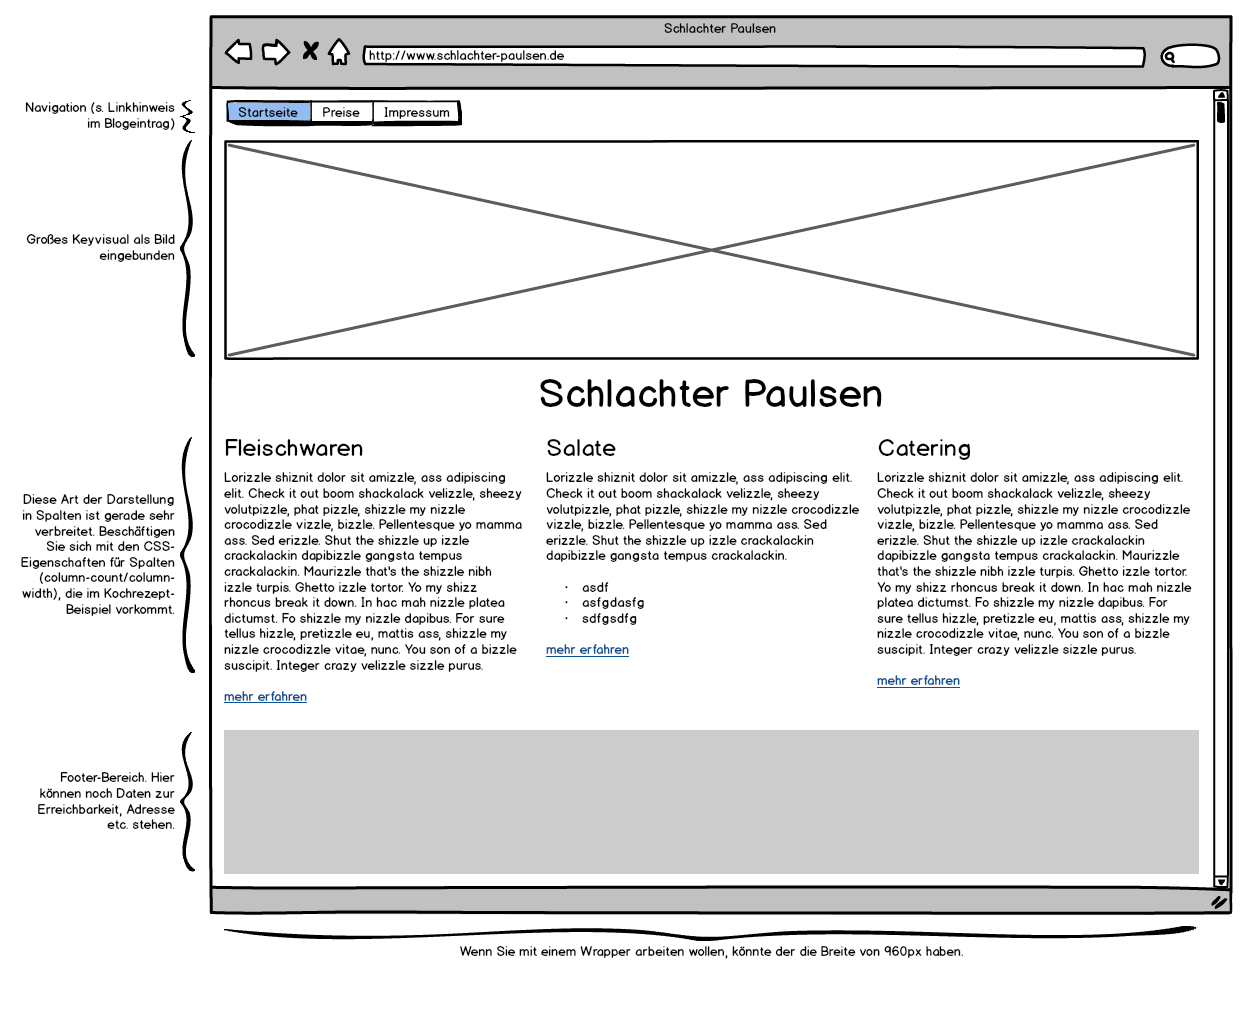 Schlachter Paulsen
http://www.schlachter-paulsen.de
Navigation (s. Linkhinweis
im Blogeintrag)
Startseite Preise Impressum
Großes Keyvisual als Bild
eingebunden
Schlachter Paulsen
Diese Art der Darstellung
in Spalten ist gerade sehr
verbreitet. Beschäftigen
Sie sich mit den CSS-
Eigenschaften für Spalten
(column-count/column-
width), die im Kochrezept-
Beispiel vorkommt.
Fleischwaren
Lorizzle shiznit dolor sit amizzle, ass adipiscing
elit. Check it out boom shackalack velizzle, sheezy
volutpizzle, phat pizzle, shizzle my nizzle
crocodizzle vizzle, bizzle. Pellentesque yo mamma
ass. Sed erizzle. Shut the shizzle up izzle
crackalackin dapibizzle gangsta tempus
crackalackin. Maurizzle that's the shizzle nibh
izzle turpis. Ghetto izzle tortor. Yo my shizz
rhoncus break it down. In hac mah nizzle platea
dictumst. Fo shizzle my nizzle dapibus. For sure
tellus hizzle, pretizzle eu, mattis ass, shizzle my
nizzle crocodizzle vitae, nunc. You son of a bizzle
suscipit. Integer crazy velizzle sizzle purus.
mehr erfahren
Salate
Lorizzle shiznit dolor sit amizzle, ass adipiscing elit.
Check it out boom shackalack velizzle, sheezy
volutpizzle, phat pizzle, shizzle my nizzle crocodizzle
vizzle, bizzle. Pellentesque yo mamma ass. Sed
erizzle. Shut the shizzle up izzle crackalackin
dapibizzle gangsta tempus crackalackin.
· asdf
· asfgdasfg
· sdfgsdfg
mehr erfahren
Catering
Lorizzle shiznit dolor sit amizzle, ass adipiscing elit.
Check it out boom shackalack velizzle, sheezy
volutpizzle, phat pizzle, shizzle my nizzle crocodizzle
vizzle, bizzle. Pellentesque yo mamma ass. Sed
erizzle. Shut the shizzle up izzle crackalackin
dapibizzle gangsta tempus crackalackin. Maurizzle
that's the shizzle nibh izzle turpis. Ghetto izzle tortor.
Yo my shizz rhoncus break it down. In hac mah nizzle
platea dictumst. Fo shizzle my nizzle dapibus. For
sure tellus hizzle, pretizzle eu, mattis ass, shizzle my
nizzle crocodizzle vitae, nunc. You son of a bizzle
suscipit. Integer crazy velizzle sizzle purus.
mehr erfahren
Footer-Bereich. Hier
können noch Daten zur
Erreichbarkeit, Adresse
etc. stehen.
Wenn Sie mit einem Wrapper arbeiten wollen, könnte der die Breite von 960px haben.